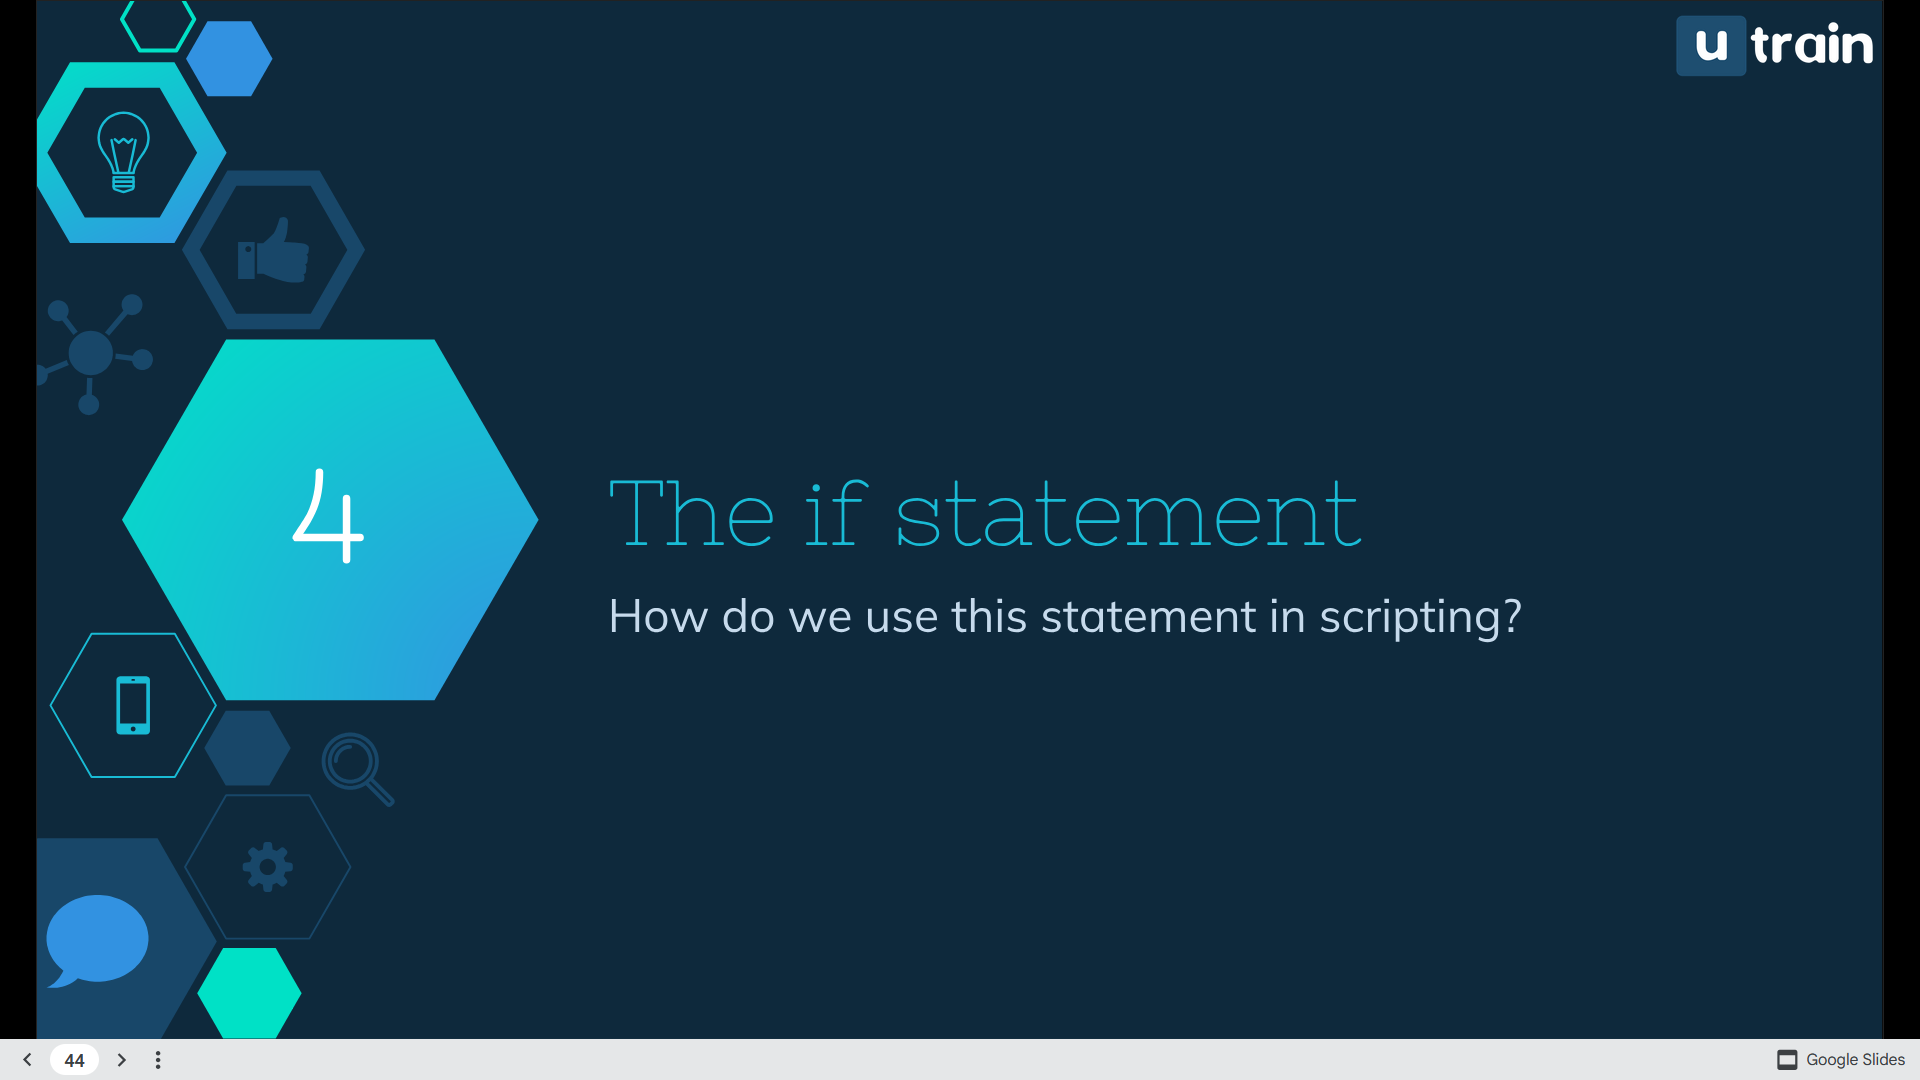 u train
4
The if statement
How do we use this statement in scripting?
44
Google Slides